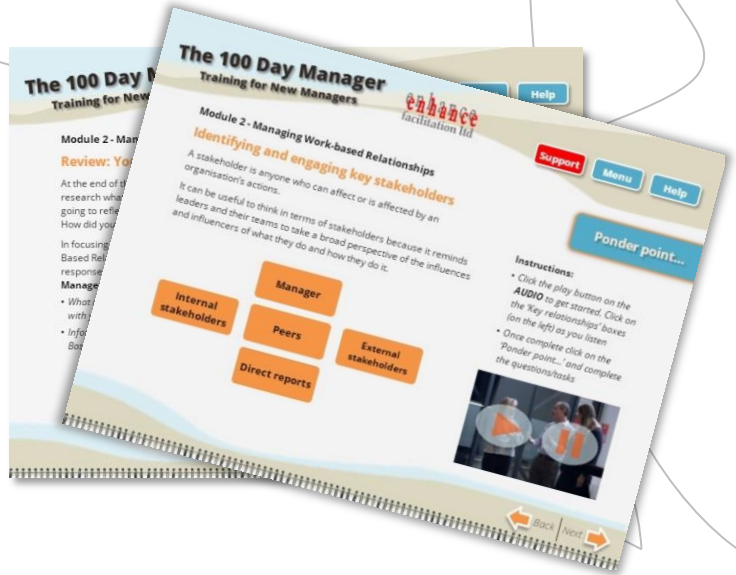 The 100 Day M
Training for New
Help
Module 2 - Man
Review: Yo
At the end of th
research wha
going to refle
How did you
In focusing
Based Rela
response
Manage
• What
with
• Info
Bas
The 100 Day Manager
Training for New Managers
enhance
facilitation ltd
Support
Menu
Help
Module 2 - Managing Work-based Relationships
Identifying and engaging key stakeholders
A stakeholder is anyone who can affect or is affected by an
organisation's actions.
It can be useful to think in terms of stakeholders because it reminds
leaders and their teams to take a broad perspective of the influences
and influencers of what they do and how they do it.
Manager
Internal
stakeholders
Peers
External
stakeholders
Direct reports
Ponder point...
Instructions:
• Click the play button on the
AUDIO to get started. Click on
the 'Key relationships' boxes
(on the left) as you listen
• Once complete click on the
'Ponder point...' and complete
the questions/tasks
Back | Next